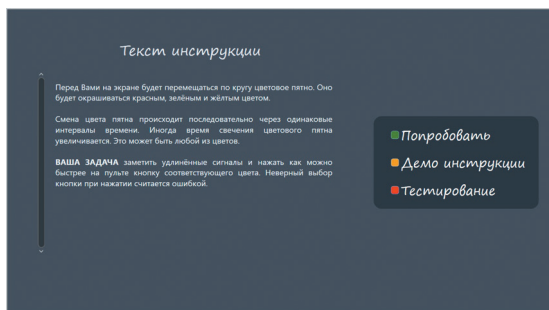 Текст инструкции
Перед Вами на экране будет перемещаться по кругу цветовое пятно. Оно
будет окрашиваться красным, зелёным и жёлтым цветом.
Смена цвета пятна происходит последовательно через одинаковые
интервалы времени. Иногда время свечения цветового пятна
увеличивается. Это может быть любой из цветов.
ВАША ЗАДАЧА заметить удлинённые сигналы и нажать как можно
быстрее на пульте кнопку соответствующего цвета. Неверный выбор
кнопки при нажатии считается ошибкой.
Попробовать
Демо инструкции
Тестирование